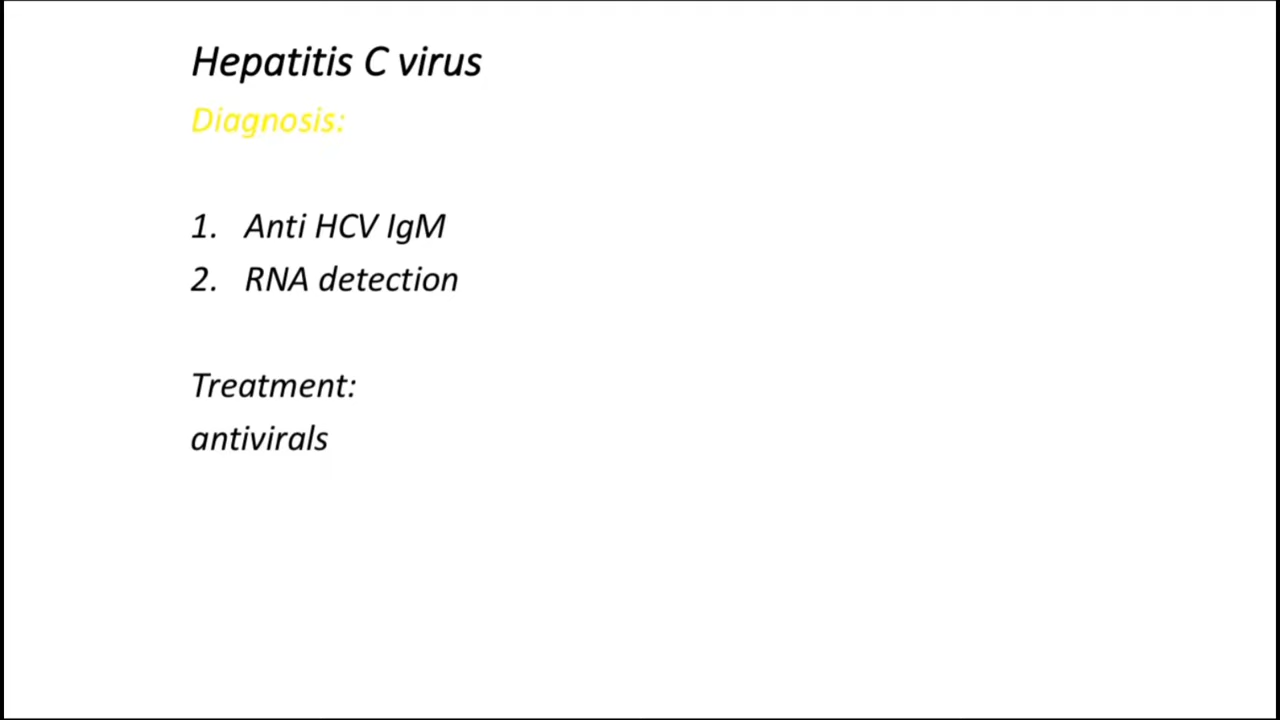 Hepatitis C virus
Diagnosis:
1. Anti HCV IgM
2. RNA detection
Treatment:
antivirals